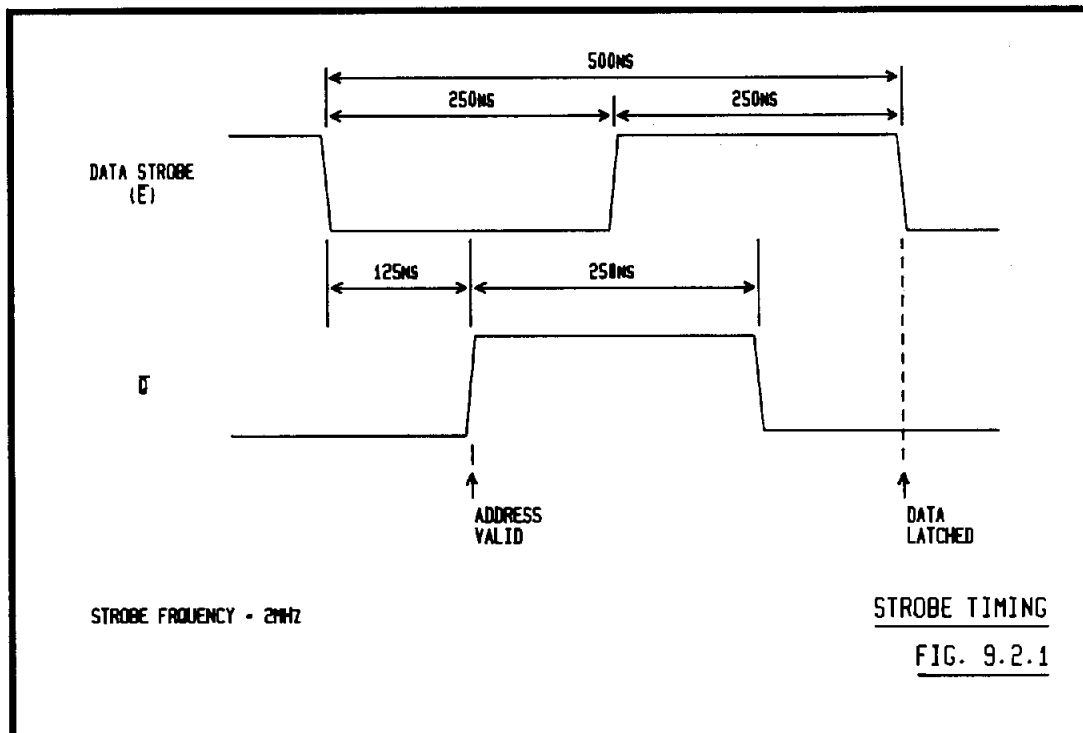 500NS
250NS 250NS
DATA STROBE
(E̅)
125NS 250NS
Q̅
ADDRESS
VALID
DATA
LATCHED
STROBE FRQUENCY - 2MHZ
STROBE TIMING
FIG. 9.2.1